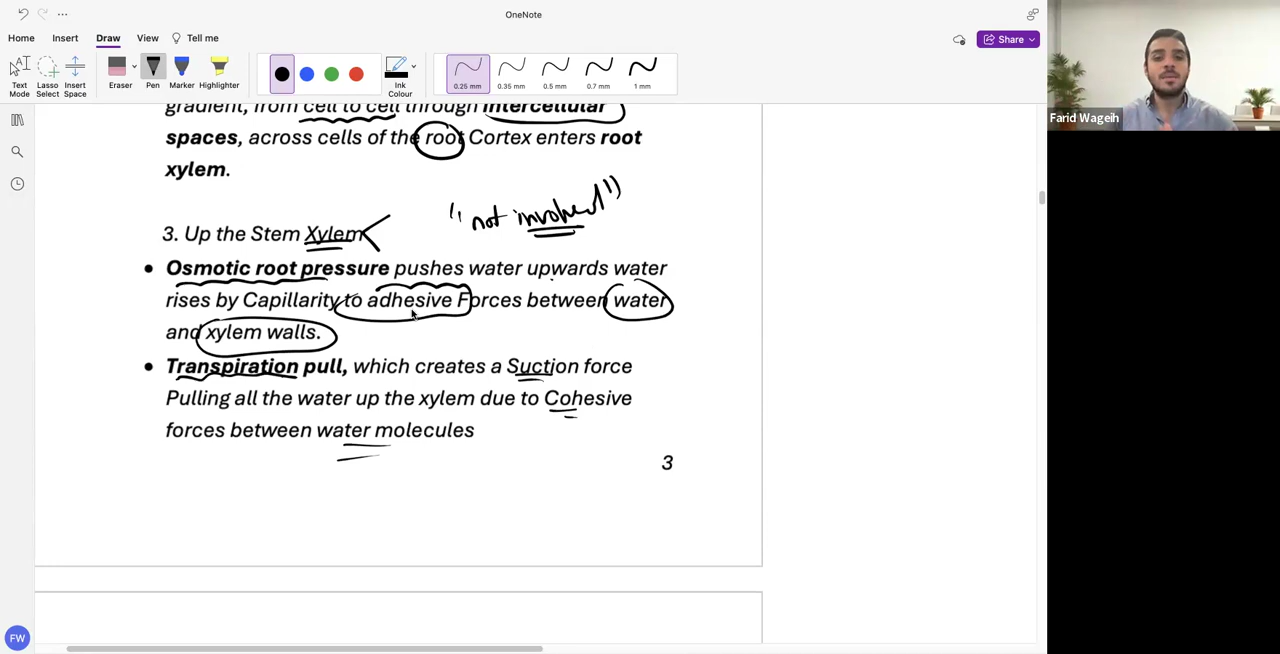 OneNote
Home Insert Draw View Tell me
Share
Text Mode
Lasso Select
Insert Space
Eraser
Pen
Marker
Highlighter
Ink Colour
0.25 mm 0.35 mm 0.5 mm 0.7 mm 1 mm
Farid Wageih
gradient, from cell to cell through intercellular
spaces, across cells of the root Cortex enters root
xylem.
"not involved"
3. Up the Stem Xylem
• Osmotic root pressure pushes water upwards water
rises by Capillarity to adhesive Forces between water
and xylem walls.
• Transpiration pull, which creates a Suction force
Pulling all the water up the xylem due to Cohesive
forces between water molecules
3
FW